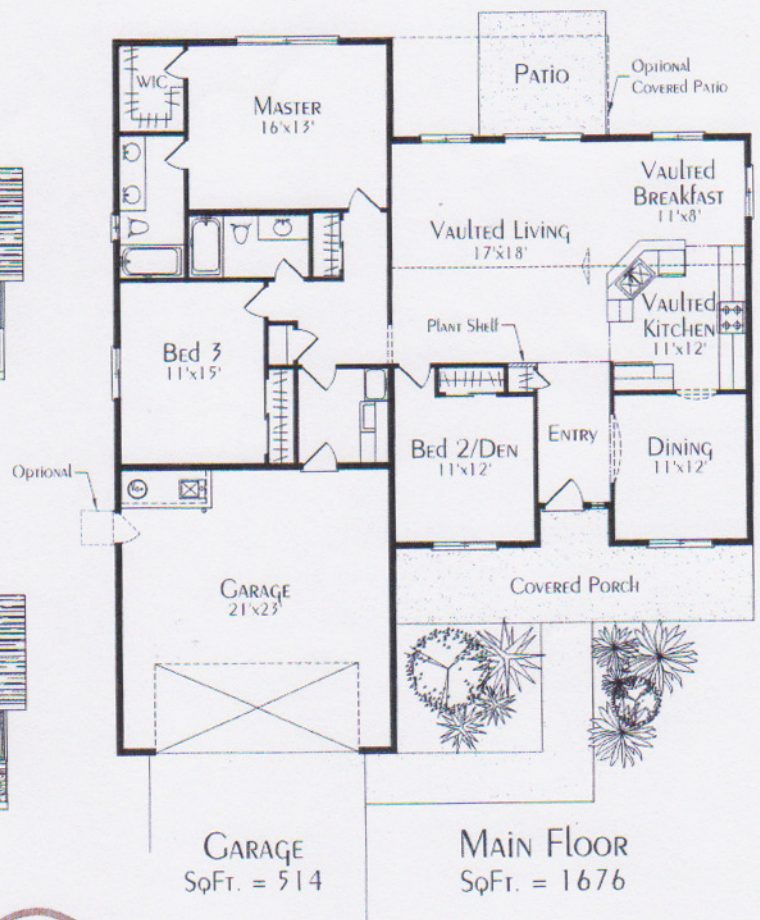 PATIO
OPTIONAL
COVERED PATIO
WIC
MASTER
16'x13'
VAULTED
BREAKFAST
11'x8'
VAULTED LIVING
17'x18'
VAULTED
KITCHEN
11'x12'
PLANT SHELF
BED 3
11'x15'
BED 2/DEN
11'x12'
ENTRY
DINING
11'x12'
OPTIONAL
GARAGE
21'x23'
COVERED PORCH
GARAGE
SQFT. = 514
MAIN FLOOR
SQFT. = 1676